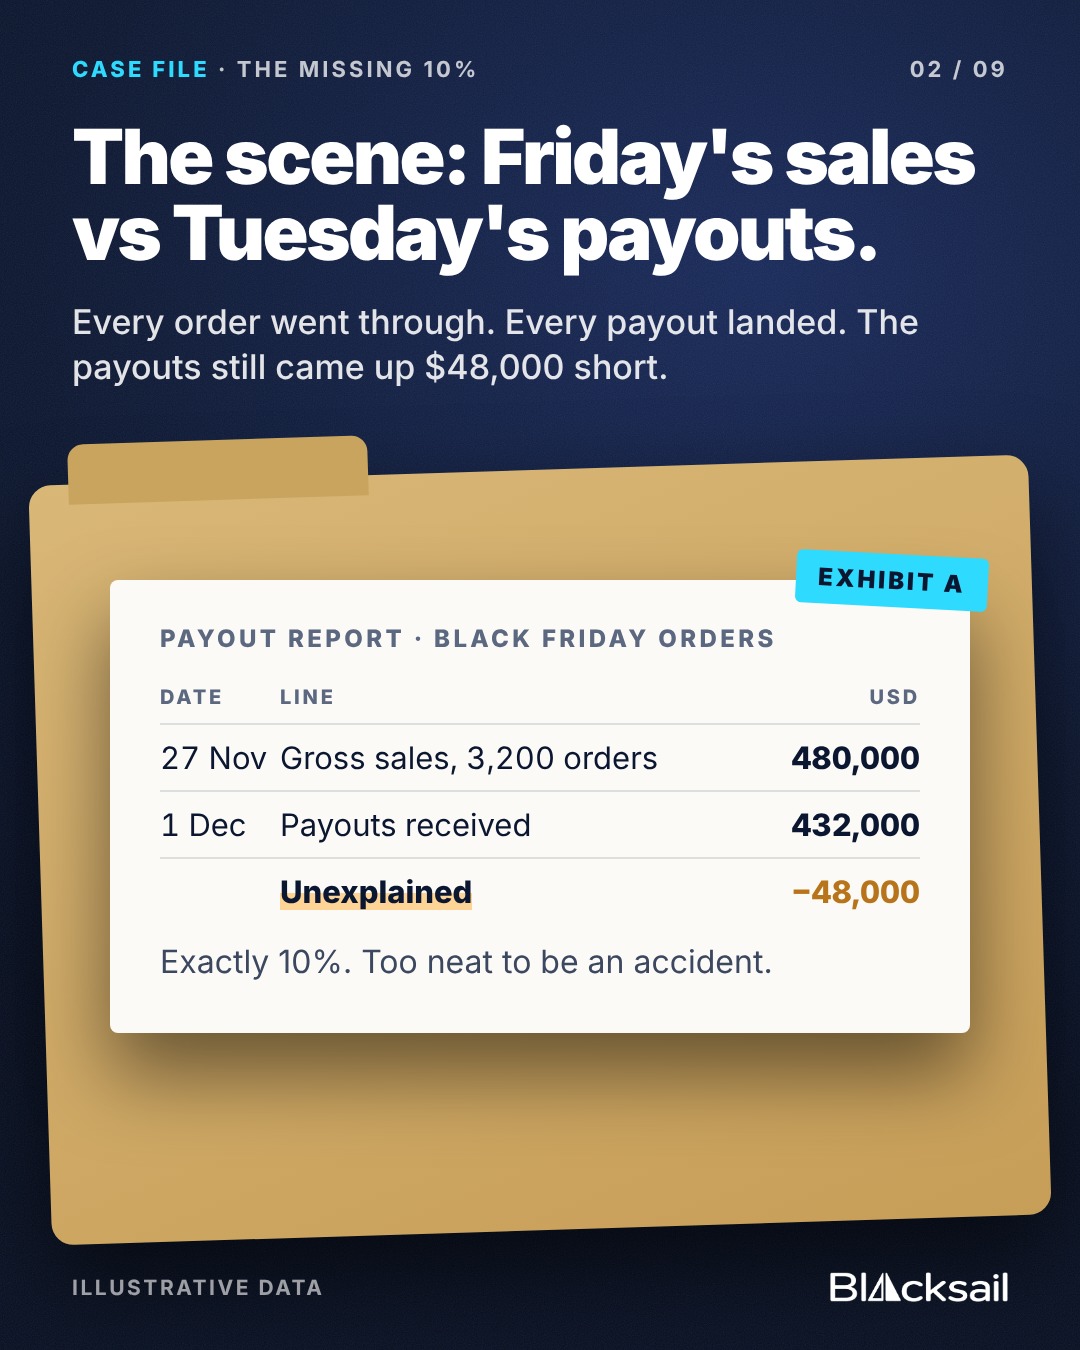 CASE FILE · THE MISSING 10%
02 / 09
The scene: Friday's sales
vs Tuesday's payouts.
Every order went through. Every payout landed. The
payouts still came up $48,000 short.
EXHIBIT A
PAYOUT REPORT · BLACK FRIDAY ORDERS
DATE LINE USD
27 Nov Gross sales, 3,200 orders 480,000
1 Dec Payouts received 432,000
Unexplained −48,000
Exactly 10%. Too neat to be an accident.
ILLUSTRATIVE DATA
Blacksail